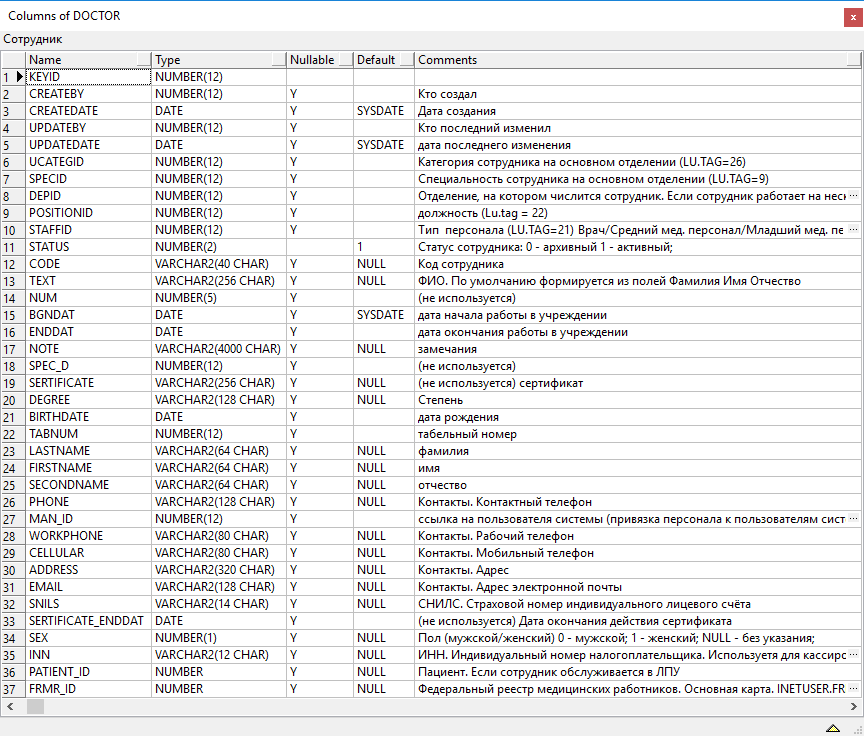 Columns of DOCTOR
Сотрудник
Name Type Nullable Default Comments
1 KEYID NUMBER(12)
2 CREATEBY NUMBER(12) Y Кто создал
3 CREATEDATE DATE Y SYSDATE Дата создания
4 UPDATEBY NUMBER(12) Y Кто последний изменил
5 UPDATEDATE DATE Y SYSDATE дата последнего изменения
6 UCATEGID NUMBER(12) Y Категория сотрудника на основном отделении (LU.TAG=26)
7 SPECID NUMBER(12) Y Специальность сотрудника на основном отделении (LU.TAG=9)
8 DEPID NUMBER(12) Y Отделение, на котором числится сотрудник. Если сотрудник работает на неск ...
9 POSITIONID NUMBER(12) Y должность (Lu.tag = 22)
10 STAFFID NUMBER(12) Y Тип персонала (LU.TAG=21) Врач/Средний мед. персонал/Младший мед. пе ...
11 STATUS NUMBER(2) 1 Статус сотрудника: 0 - архивный 1 - активный;
12 CODE VARCHAR2(40 CHAR) Y NULL Код сотрудника
13 TEXT VARCHAR2(256 CHAR) Y NULL ФИО. По умолчанию формируется из полей Фамилия Имя Отчество
14 NUM NUMBER(5) Y (не используется)
15 BGNDAT DATE Y SYSDATE дата начала работы в учреждении
16 ENDDAT DATE Y дата окончания работы в учреждении
17 NOTE VARCHAR2(4000 CHAR) Y NULL замечания
18 SPEC_D NUMBER(12) Y (не используется)
19 SERTIFICATE VARCHAR2(256 CHAR) Y NULL (не используется) сертификат
20 DEGREE VARCHAR2(128 CHAR) Y NULL Степень
21 BIRTHDATE DATE Y дата рождения
22 TABNUM NUMBER(12) Y табельный номер
23 LASTNAME VARCHAR2(64 CHAR) Y NULL фамилия
24 FIRSTNAME VARCHAR2(64 CHAR) Y NULL имя
25 SECONDNAME VARCHAR2(64 CHAR) Y NULL отчество
26 PHONE VARCHAR2(128 CHAR) Y NULL Контакты. Контактный телефон
27 MAN_ID NUMBER(12) Y ссылка на пользователя системы (привязка персонала к пользователям сист ...
28 WORKPHONE VARCHAR2(80 CHAR) Y NULL Контакты. Рабочий телефон
29 CELLULAR VARCHAR2(80 CHAR) Y NULL Контакты. Мобильный телефон
30 ADDRESS VARCHAR2(320 CHAR) Y NULL Контакты. Адрес
31 EMAIL VARCHAR2(128 CHAR) Y NULL Контакты. Адрес электронной почты
32 SNILS VARCHAR2(14 CHAR) Y NULL СНИЛС. Страховой номер индивидуального лицевого счёта
33 SERTIFICATE_ENDDAT DATE Y (не используется) Дата окончания действия сертификата
34 SEX NUMBER(1) Y NULL Пол (мужской/женский) 0 - мужской; 1 - женский; NULL - без указания;
35 INN VARCHAR2(12 CHAR) Y NULL ИНН. Индивидуальный номер налогоплательщика. Используетя для кассирс ...
36 PATIENT_ID NUMBER Y NULL Пациент. Если сотрудник обслуживается в ЛПУ
37 FRMR_ID NUMBER Y NULL Федеральный реестр медицинских работников. Основная карта. INETUSER.FR ...